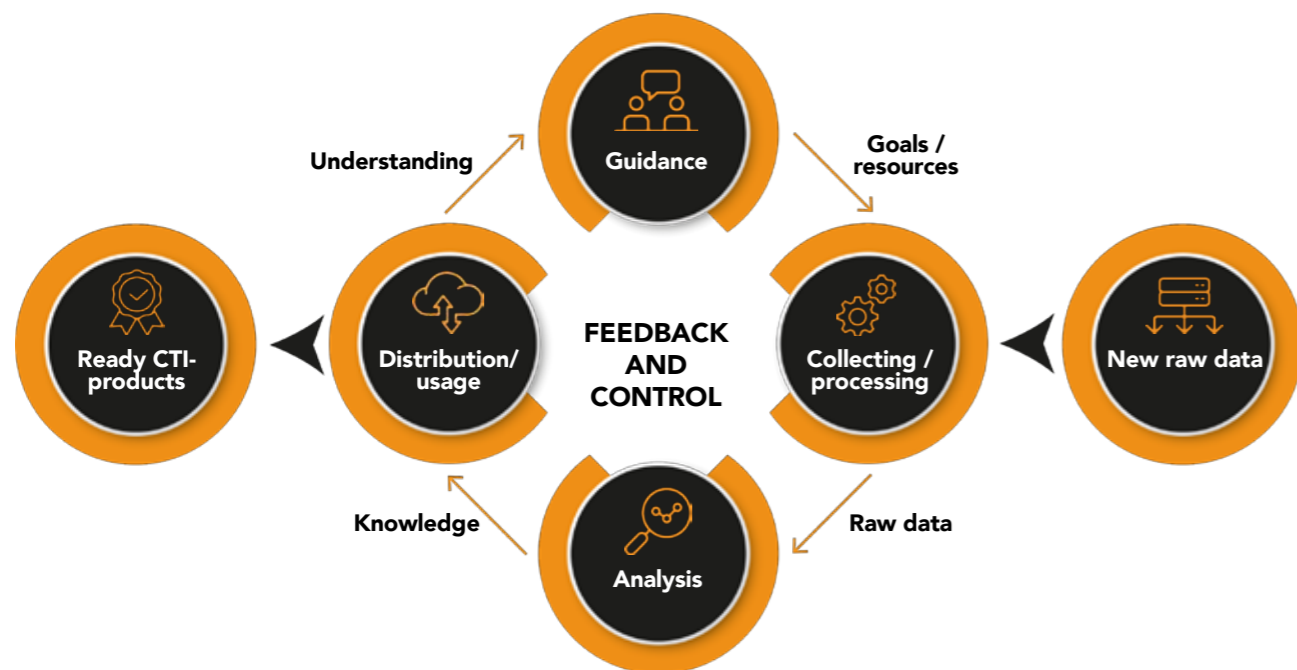 Guidance
Understanding
Goals /
resources
Ready CTI-
products
Distribution/
usage
FEEDBACK
AND
CONTROL
Collecting /
processing
New raw data
Knowledge
Raw data
Analysis